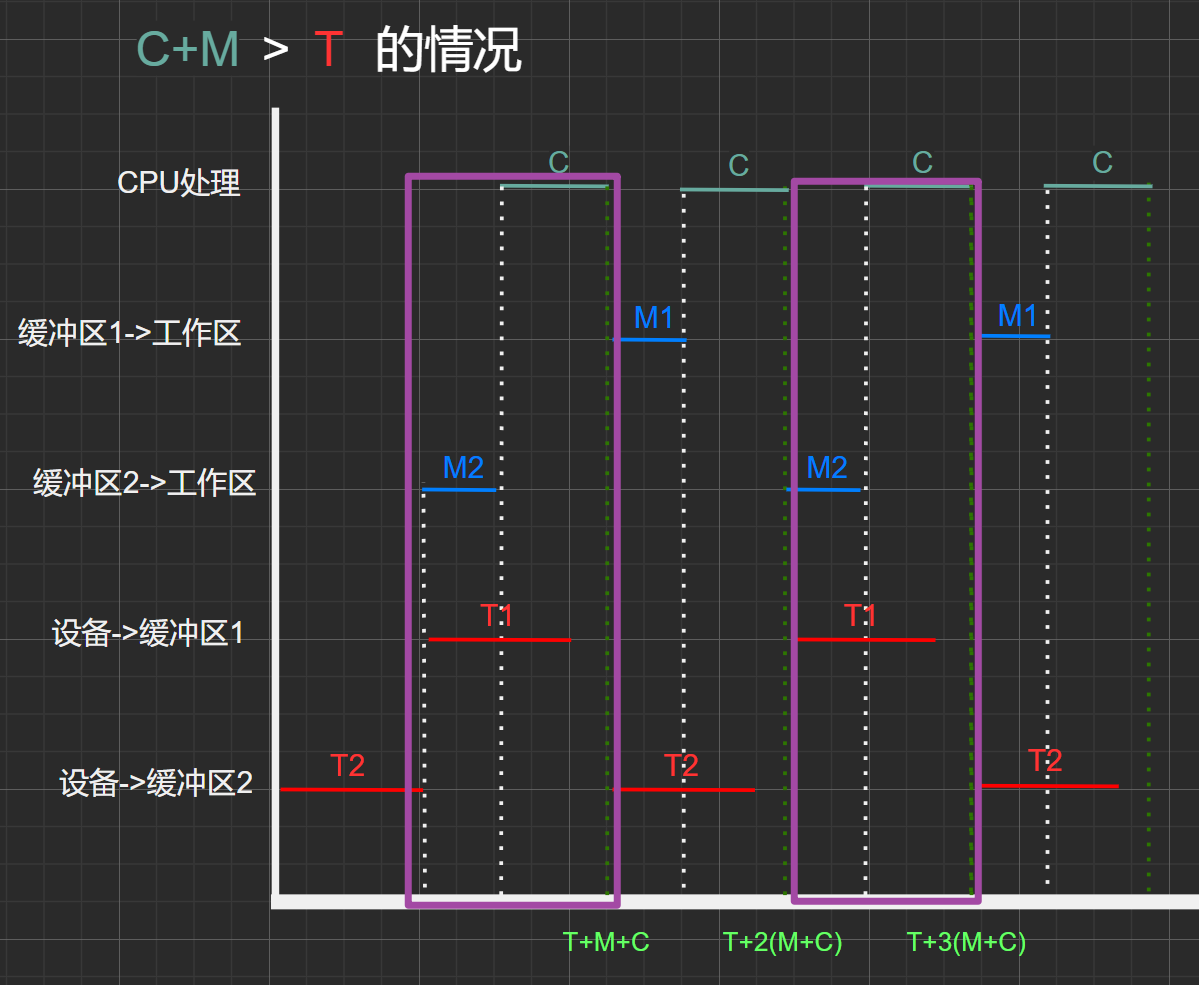 C+M > T 的情况
C C C C
CPU处理
缓冲区1->工作区 M1 M1
缓冲区2->工作区 M2 M2
设备->缓冲区1 T1 T1
设备->缓冲区2 T2 T2 T2
T+M+C T+2(M+C) T+3(M+C)